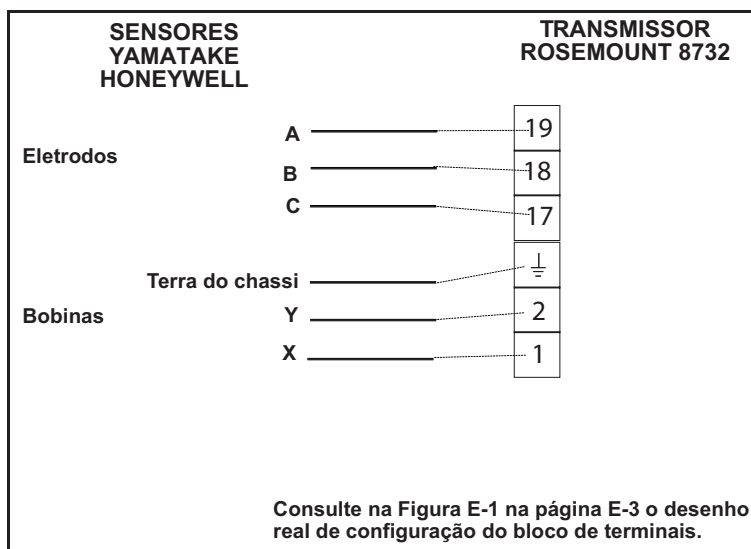 SENSORES
YAMATAKE
HONEYWELL
TRANSMISSOR
ROSEMOUNT 8732
Eletrodos
A
19
B
18
C
17
Terra do chassi
Bobinas
Y
2
X
1
Consulte na Figura E-1 na página E-3 o desenho
real de configuração do bloco de terminais.